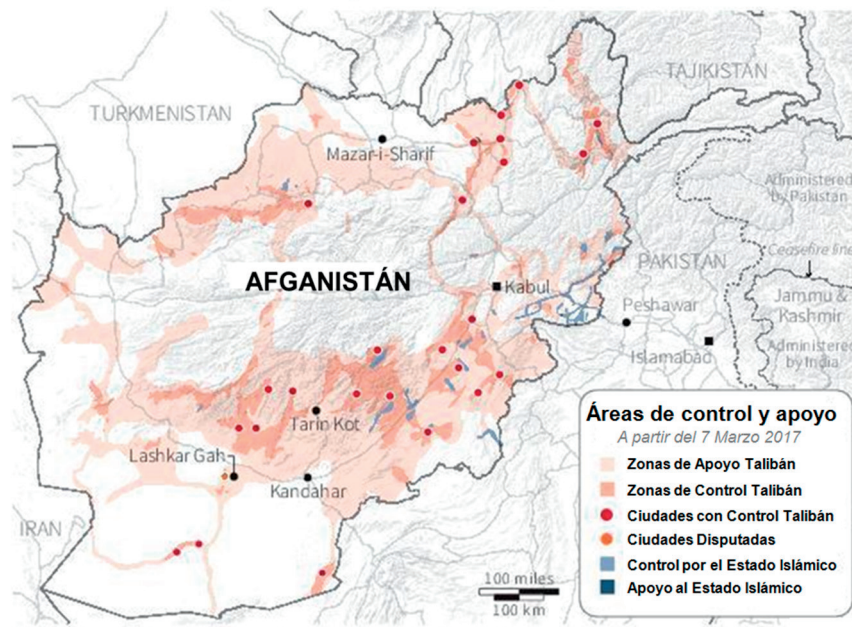 TURKMENISTAN
TAJIKISTAN
Mazar-i-Sharif
Administered
by Pakistan
Ceasefire line
AFGANISTÁN
Kabul
PAKISTAN
Peshawar
Jammu &
Kashmir
Islamabad
Administered
by India
Tarin Kot
Lashkar Gah
Kandahar
IRAN
100 miles
100 km
Áreas de control y apoyo
A partir del 7 Marzo 2017
Zonas de Apoyo Talibán
Zonas de Control Talibán
Ciudades con Control Talibán
Ciudades Disputadas
Control por el Estado Islámico
Apoyo al Estado Islámico